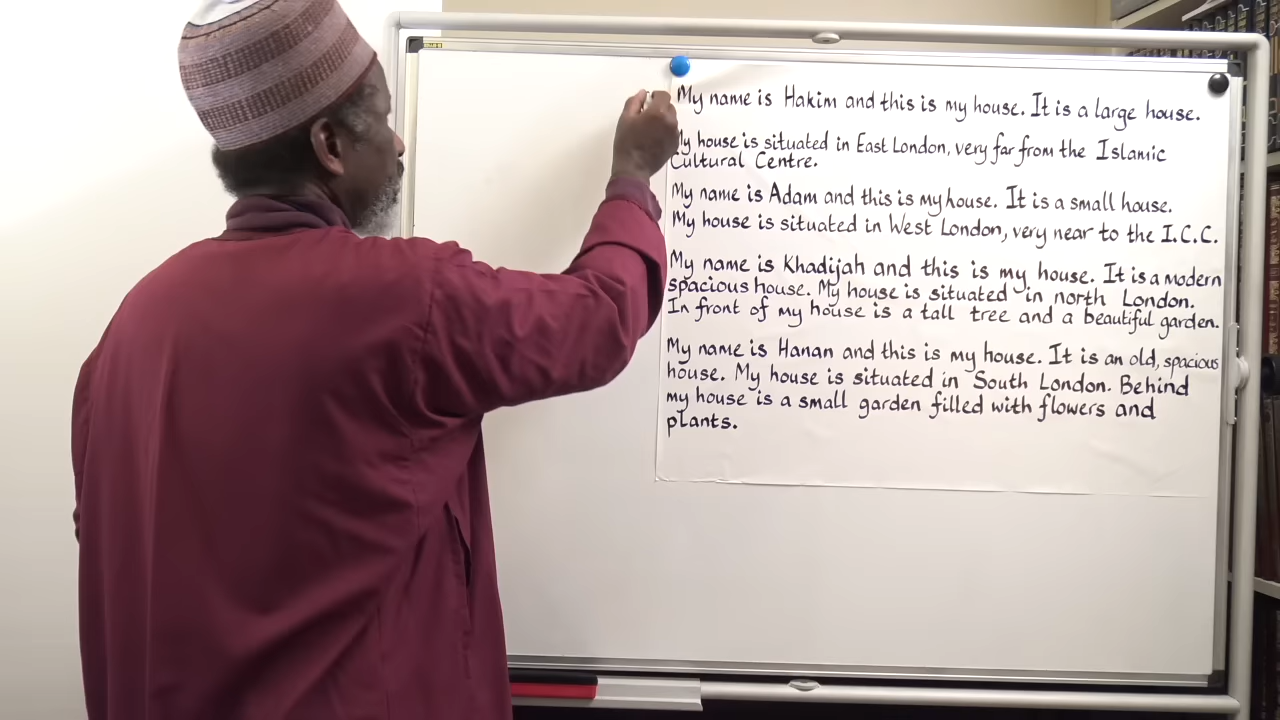 My name is Hakim and this is my house. It is a large house.
My house is situated in East London, very far from the Islamic
Cultural Centre.
My name is Adam and this is my house. It is a small house.
My house is situated in West London, very near to the I.C.C.
My name is Khadijah and this is my house. It is a modern
spacious house. My house is situated in north London.
In front of my house is a tall tree and a beautiful garden.
My name is Hanan and this is my house. It is an old, spacious
house. My house is situated in South London. Behind
my house is a small garden filled with flowers and
plants.